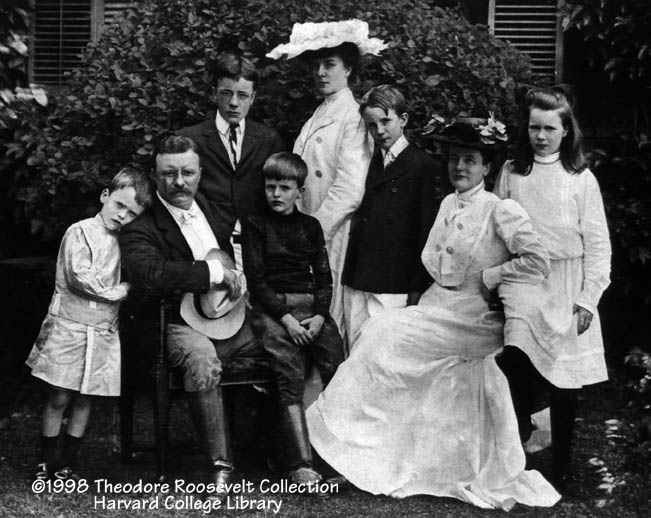 ©1998 Theodore Roosevelt Collection
Harvard College Library